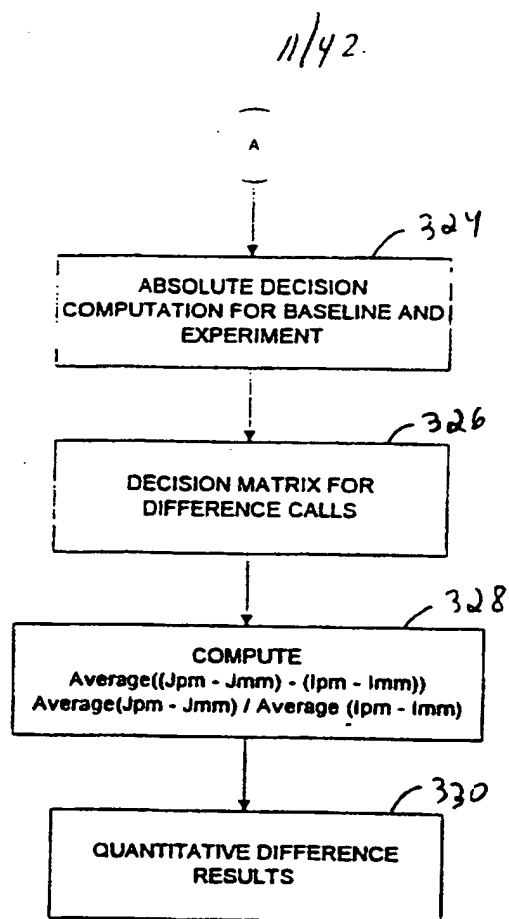 11/42.
A
324
ABSOLUTE DECISION
COMPUTATION FOR BASELINE AND
EXPERIMENT
326
DECISION MATRIX FOR
DIFFERENCE CALLS
328
COMPUTE
Average((Jpm - Jmm) - (Ipm - Imm))
Average(Jpm - Jmm) / Average (Ipm - Imm)
330
QUANTITATIVE DIFFERENCE
RESULTS